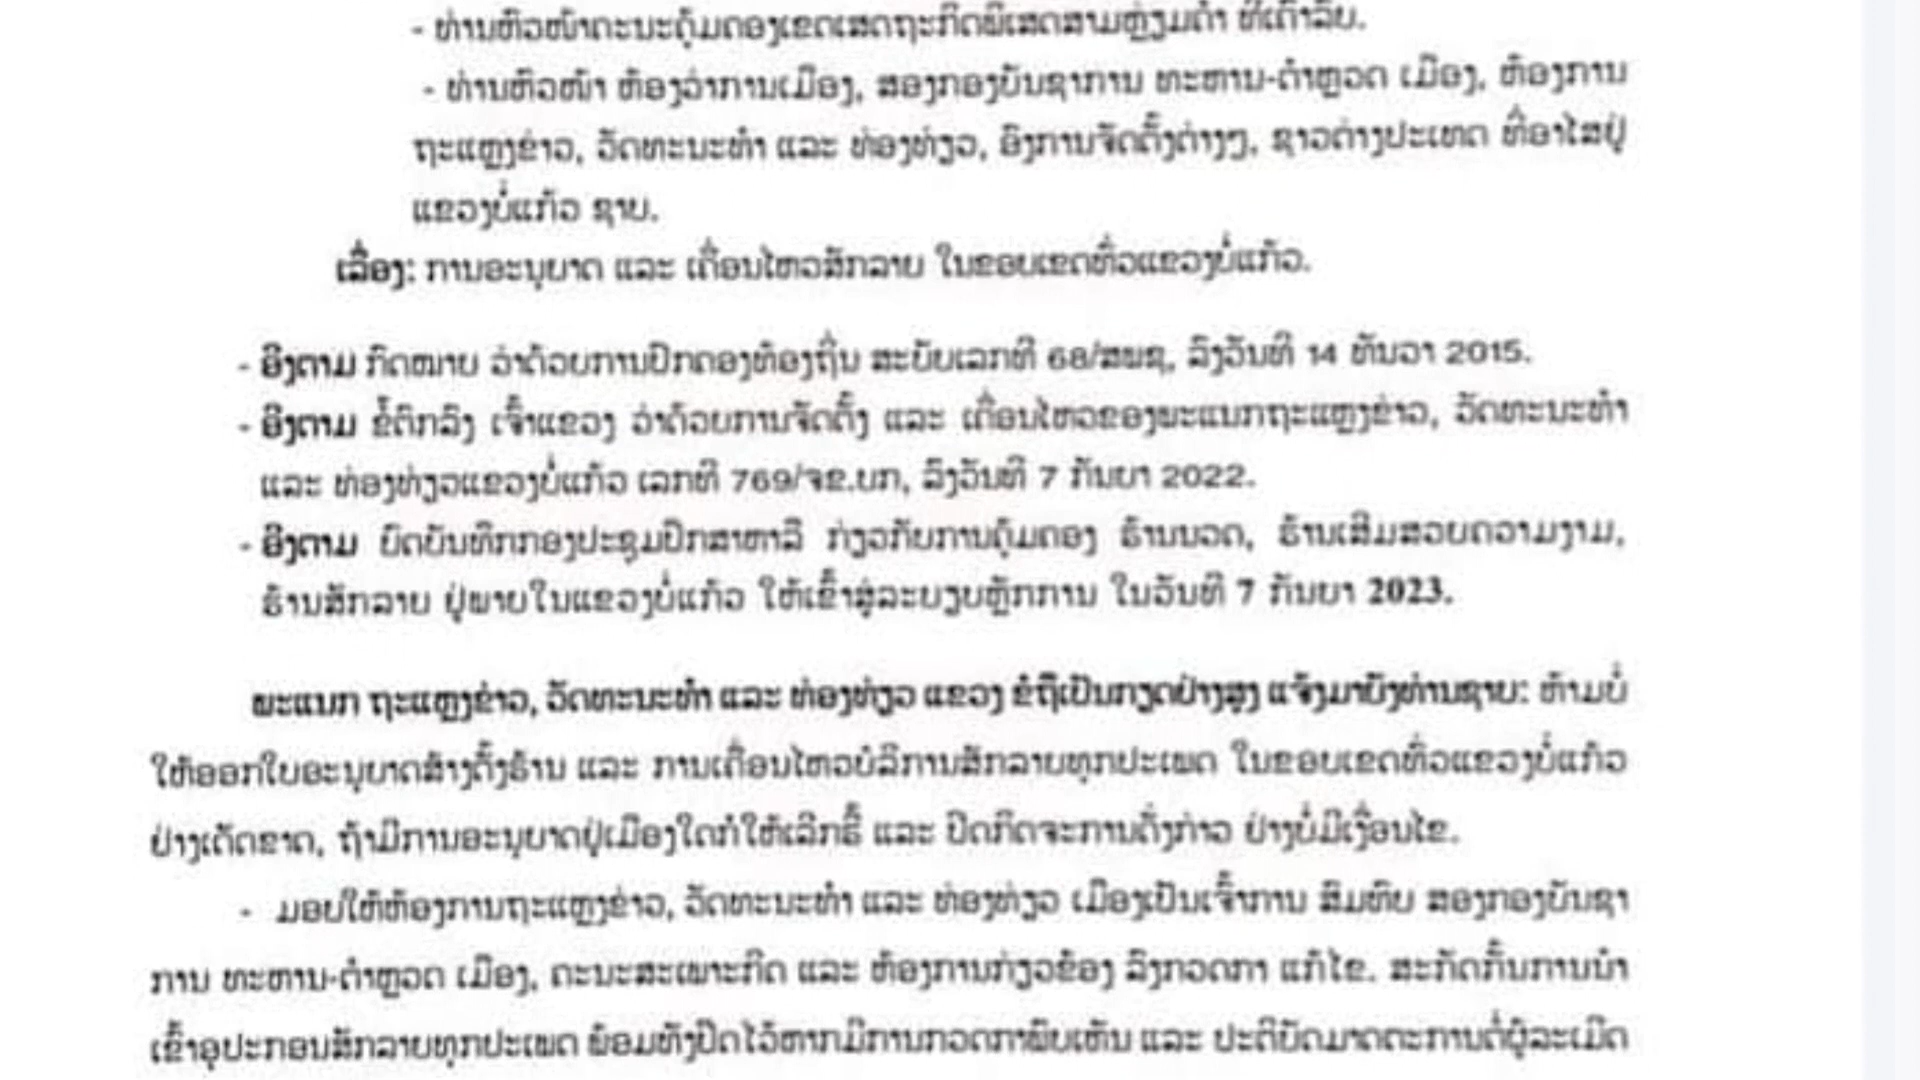 - ທ່ານຫົວໜ້າຄະນະຄຸ້ມຄອງເຂດເສດຖະກິດພິເສດສາມຫຼ່ຽມຄຳ ທີ່ເຄົາລົບ.
- ທ່ານຫົວໜ້າ ຫ້ອງວ່າການເມືອງ, ສອງກອງບັນຊາການ ທະຫານ-ຕຳຫຼວດ ເມືອງ, ຫ້ອງການ
ຖະແຫຼງຂ່າວ, ວັດທະນະທຳ ແລະ ທ່ອງທ່ຽວ, ອົງການຈັດຕັ້ງຕ່າງໆ, ຊາວຕ່າງປະເທດ ທີ່ອາໄສຢູ່
ແຂວງບໍ່ແກ້ວ ຊາບ.
ເລື່ອງ: ການອະນຸຍາດ ແລະ ເຄື່ອນໄຫວສັກລາຍ ໃນຂອບເຂດທົ່ວແຂວງບໍ່ແກ້ວ.
- ອີງຕາມ ກົດໝາຍ ວ່າດ້ວຍການປົກຄອງທ້ອງຖິ່ນ ສະບັບເລກທີ 68/ສພຊ, ລົງວັນທີ 14 ທັນວາ 2015.
- ອີງຕາມ ຂໍ້ຕົກລົງ ເຈົ້າແຂວງ ວ່າດ້ວຍການຈັດຕັ້ງ ແລະ ເຄື່ອນໄຫວຂອງພະແນກຖະແຫຼງຂ່າວ, ວັດທະນະທຳ
ແລະ ທ່ອງທ່ຽວແຂວງບໍ່ແກ້ວ ເລກທີ 769/ຈຂ.ບກ, ລົງວັນທີ 7 ກັນຍາ 2022.
- ອີງຕາມ ບົດບັນທຶກກອງປະຊຸມປຶກສາຫາລື ກ່ຽວກັບການຄຸ້ມຄອງ ຮ້ານນວດ, ຮ້ານເສີມສວຍຄວາມງາມ,
ຮ້ານສັກລາຍ ຢູ່ພາຍໃນແຂວງບໍ່ແກ້ວ ໃຫ້ເຂົ້າສູ່ລະບຽບຫຼັກການ ໃນວັນທີ 7 ກັນຍາ 2023.
ພະແນກ ຖະແຫຼງຂ່າວ, ວັດທະນະທຳ ແລະ ທ່ອງທ່ຽວ ແຂວງ ຂໍຖືເປັນກຽດຢ່າງສູງ ແຈ້ງມາຍັງທ່ານຊາບ: ຫ້າມບໍ່
ໃຫ້ອອກໃບອະນຸຍາດສ້າງຕັ້ງຮ້ານ ແລະ ການເຄື່ອນໄຫວບໍລິການສັກລາຍທຸກປະເພດ ໃນຂອບເຂດທົ່ວແຂວງບໍ່ແກ້ວ
ຢ່າງເດັດຂາດ, ຖ້າມີການອະນຸຍາດຢູ່ເມືອງໃດກໍໃຫ້ເລີກຮື້ ແລະ ປິດກິດຈະການດັ່ງກ່າວ ຢ່າງບໍ່ມີເງື່ອນໄຂ.
- ມອບໃຫ້ຫ້ອງການຖະແຫຼງຂ່າວ, ວັດທະນະທຳ ແລະ ທ່ອງທ່ຽວ ເມືອງເປັນເຈົ້າການ ສົມທົບ ສອງກອງບັນຊາ
ການ ທະຫານ-ຕຳຫຼວດ ເມືອງ, ຄະນະສະເພາະກິດ ແລະ ຫ້ອງການກ່ຽວຂ້ອງ ລົງກວດກາ ແກ້ໄຂ. ສະກັດກັ້ນການນຳ
ເຂົ້າອຸປະກອນສັກລາຍທຸກປະເພດ ພ້ອມທັງປິດໄວ້ຫາກມີການກວດກາພົບເຫັນ ແລະ ປະຕິບັດມາດຕະການຕໍ່ຜູ້ລະເມີດ